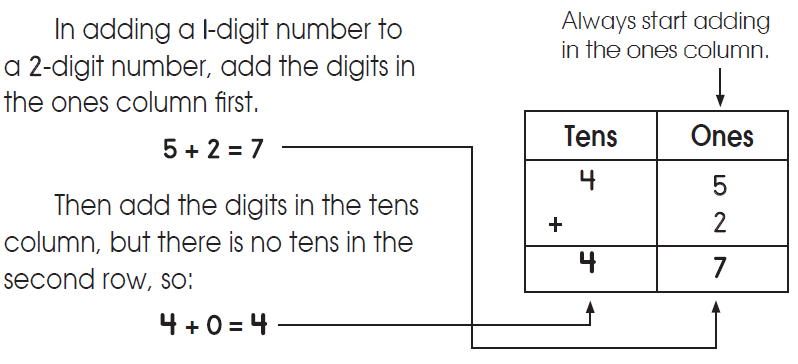 In adding a 1-digit number to
a 2-digit number, add the digits in
the ones column first.
5 + 2 = 7
Then add the digits in the tens
column, but there is no tens in the
second row, so:
4 + 0 = 4
Always start adding
in the ones column.
Tens Ones
4 5
+ 2
4 7